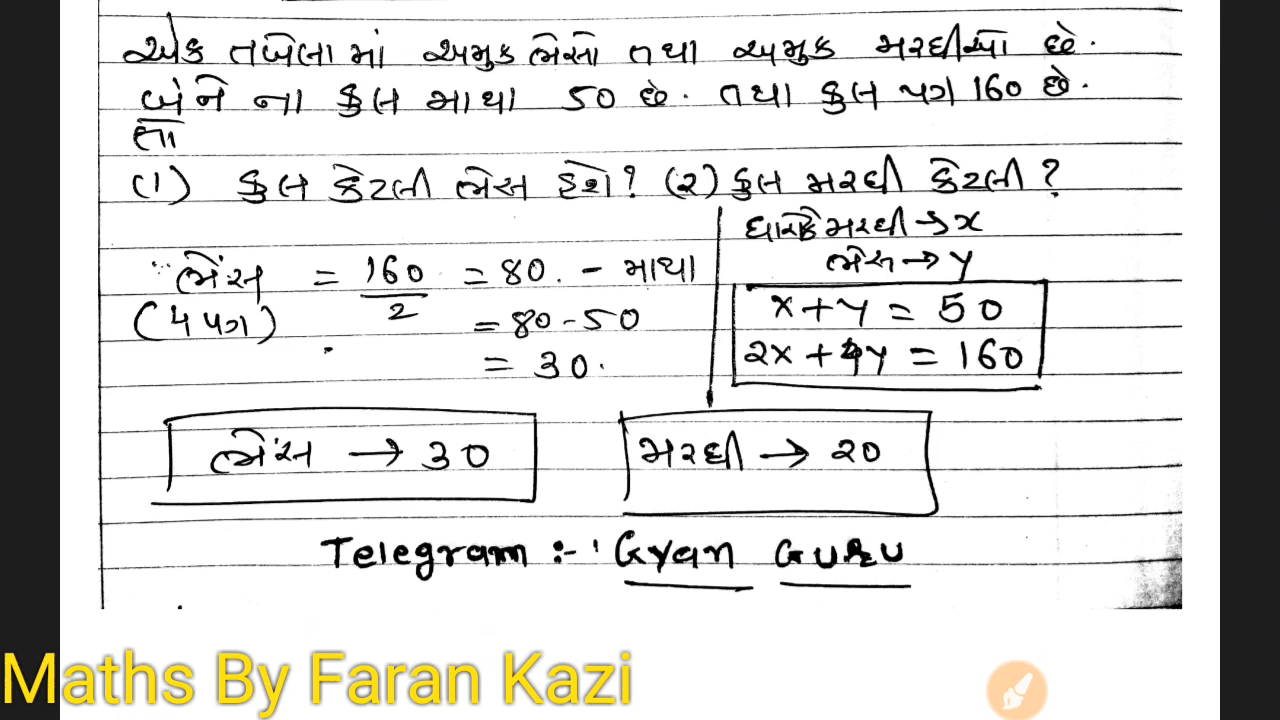 એક તબેલા માં અમુક ભેંસો તથા અમુક મરઘીઓ છે.
બંને ના કુલ માથા 50 છે. તથા કુલ પગ 160 છે.
તો
(1) કુલ કેટલી ભેંસ હશે? (2) કુલ મરઘી કેટલી?
ધારોકે મરઘી → x
ભેંસ → y
x + y = 50
2x + 4y = 160
ભેંસ = 160/2 = 80 - માથા
(4 પગ) = 80 - 50
= 30.
ભેંસ → 30
મરઘી → 20
Telegram :- 'Gyan Guru
Maths By Faran Kazi